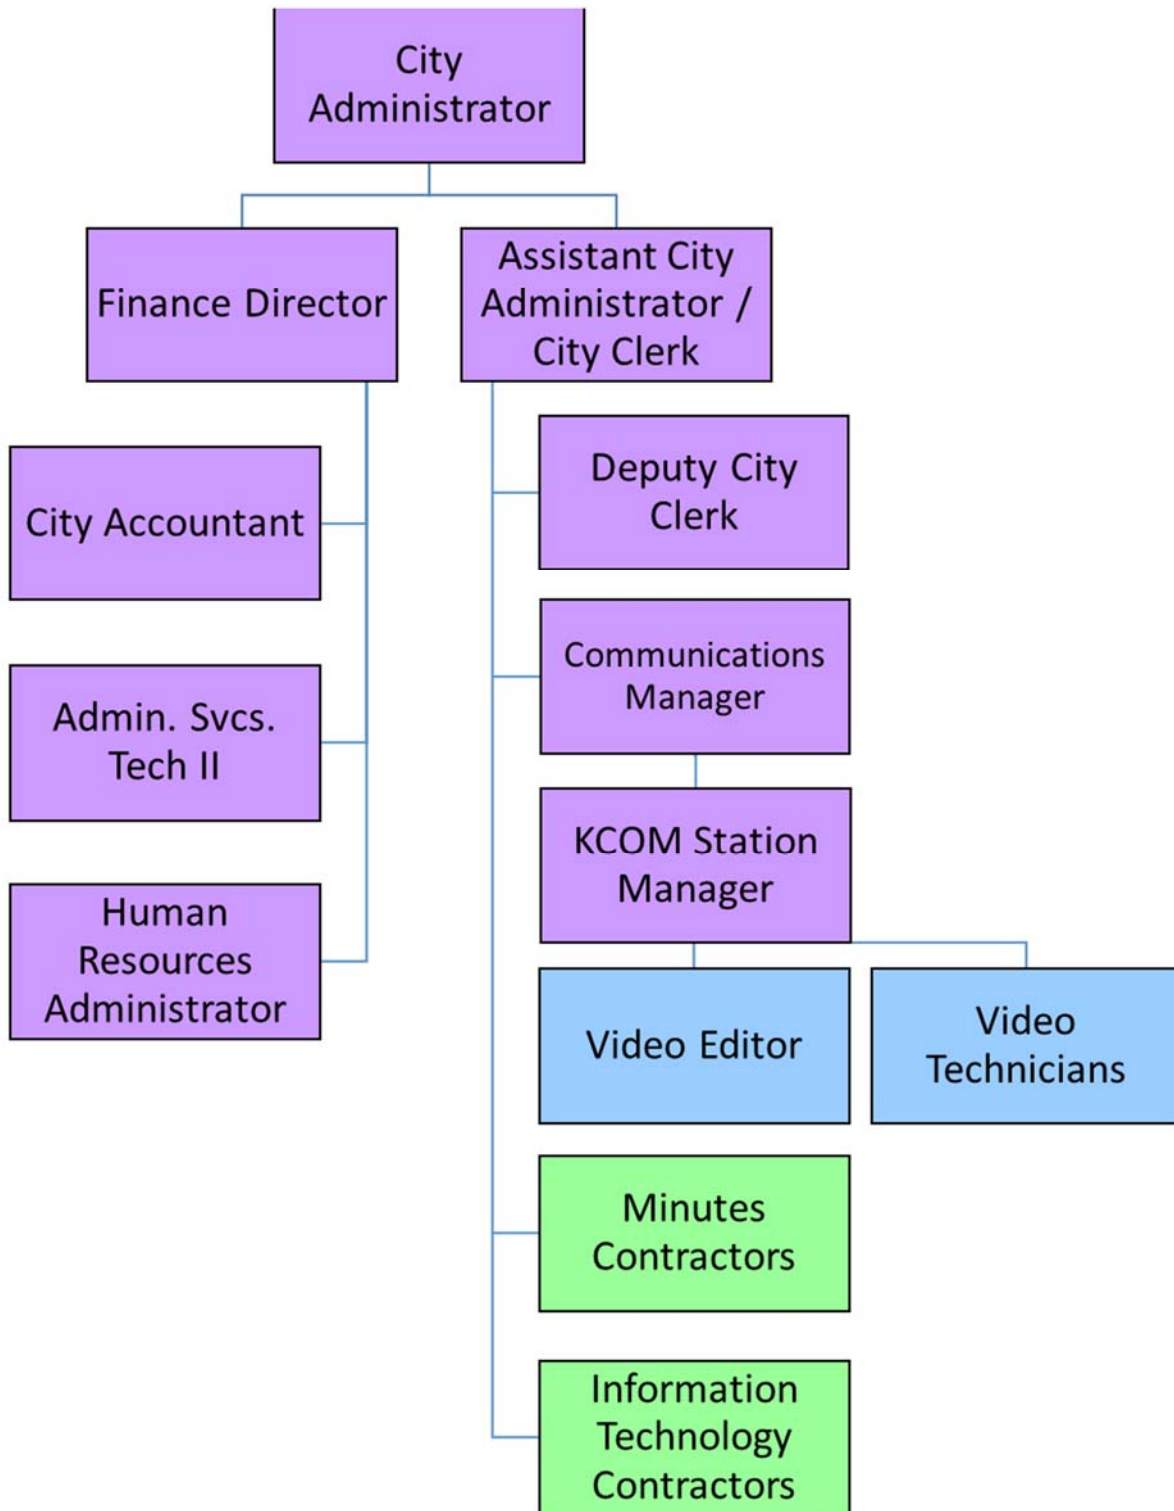 City
Administrator
Finance Director
Assistant City
Administrator /
City Clerk
City Accountant
Admin. Svcs.
Tech II
Human
Resources
Administrator
Deputy City
Clerk
Communications
Manager
KCOM Station
Manager
Video Editor
Video
Technicians
Minutes
Contractors
Information
Technology
Contractors